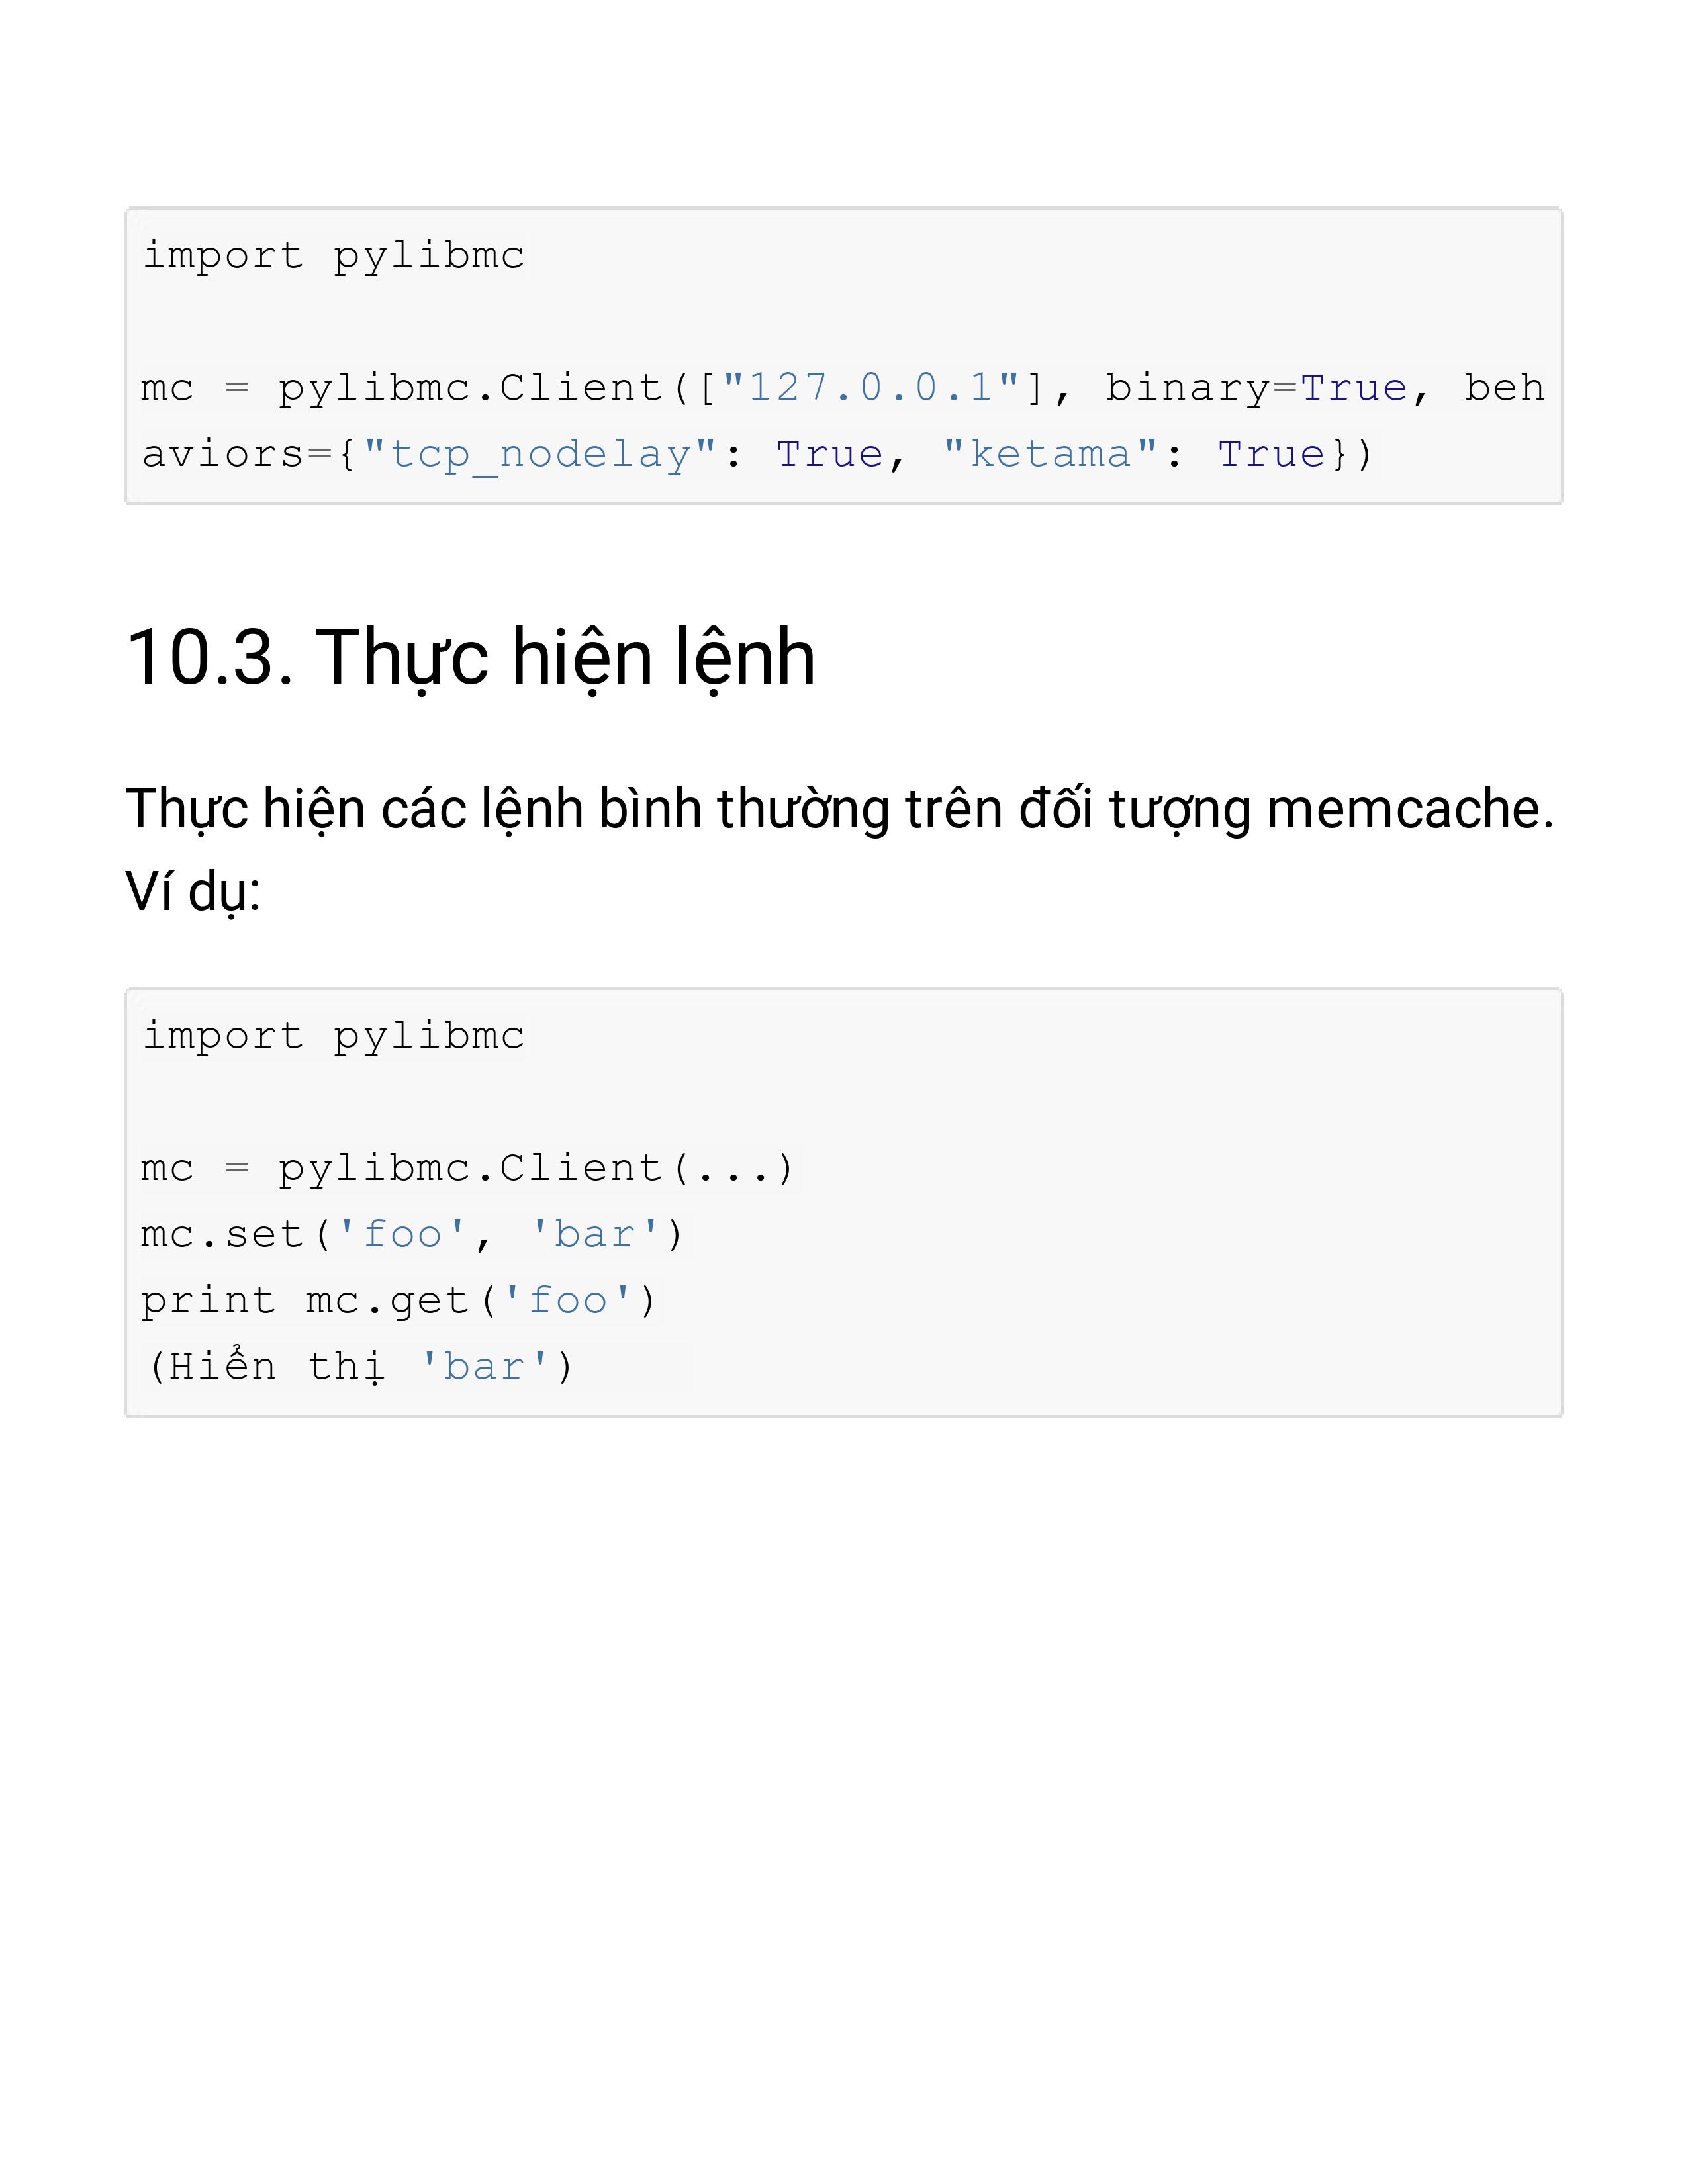 import pylibmc
mc = pylibmc.Client(["127.0.0.1"], binary=True, beh
aviors={"tcp_nodelay": True, "ketama": True})
10.3. Thực hiện lệnh
Thực hiện các lệnh bình thường trên đối tượng memcache.
Ví dụ:
import pylibmc
mc = pylibmc.Client(...)
mc.set('foo', 'bar')
print mc.get('foo')
(Hiển thị 'bar')